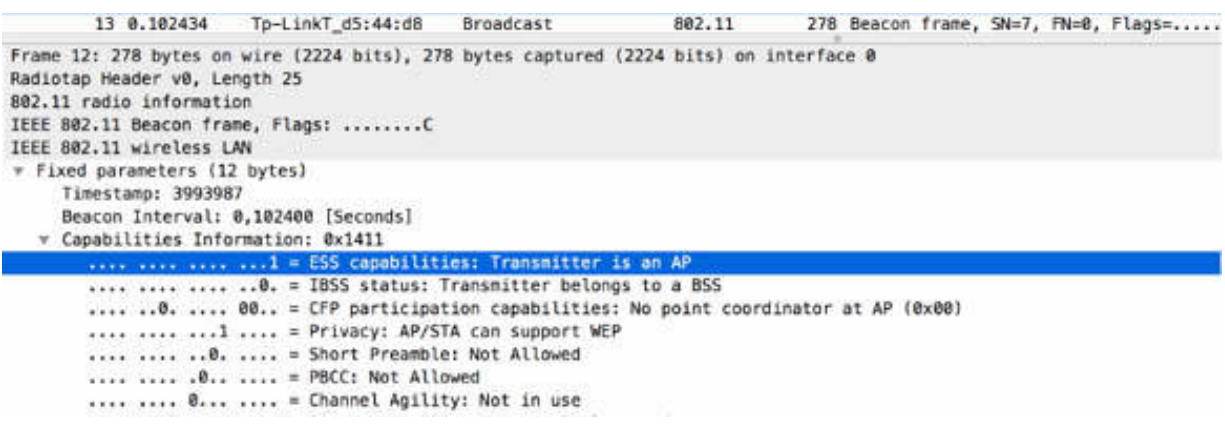 13 0.102434 Tp-LinkT_d5:44:d8 Broadcast 802.11 278 Beacon frame, SN=7, FN=0, Flags=.....
Frame 12: 278 bytes on wire (2224 bits), 278 bytes captured (2224 bits) on interface 0
Radiotap Header v0, Length 25
802.11 radio information
IEEE 802.11 Beacon frame, Flags: ........C
IEEE 802.11 wireless LAN
Fixed parameters (12 bytes)
Timestamp: 3993987
Beacon Interval: 0,102400 [Seconds]
Capabilities Information: 0x1411
.... .... .... ...1 = ESS capabilities: Transmitter is an AP
.... .... .... ..0. = IBSS status: Transmitter belongs to a BSS
.... ..0. .... 00.. = CFP participation capabilities: No point coordinator at AP (0x00)
.... .... ...1 .... = Privacy: AP/STA can support WEP
.... .... ..0. .... = Short Preamble: Not Allowed
.... .... .0.. .... = PBCC: Not Allowed
.... .... 0... .... = Channel Agility: Not in use